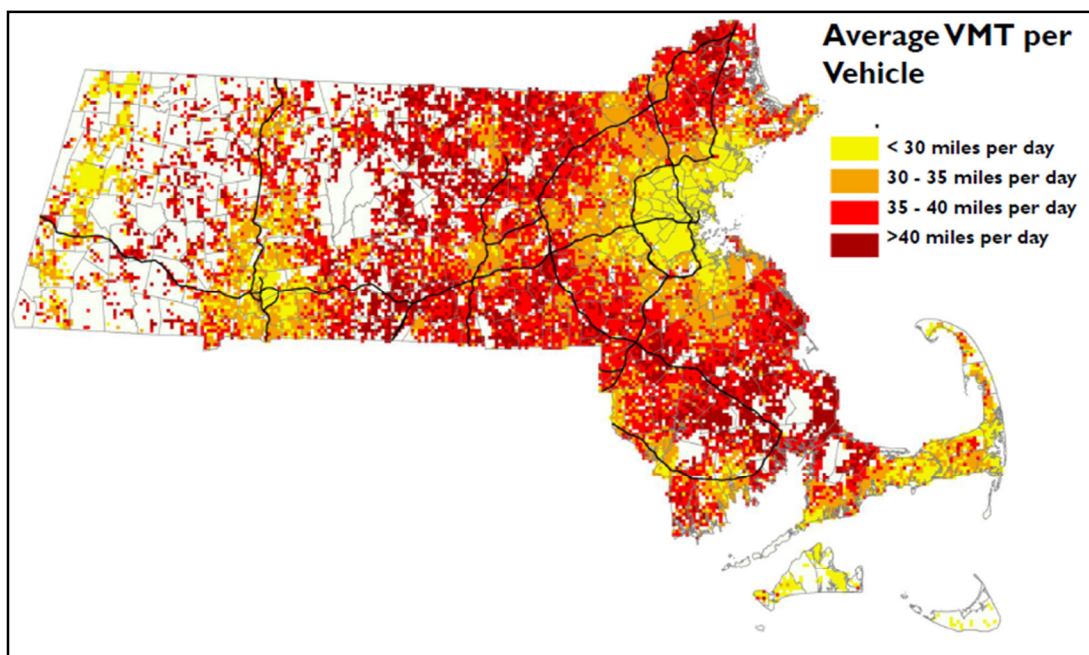 Average VMT per
Vehicle
< 30 miles per day
30 - 35 miles per day
35 - 40 miles per day
>40 miles per day